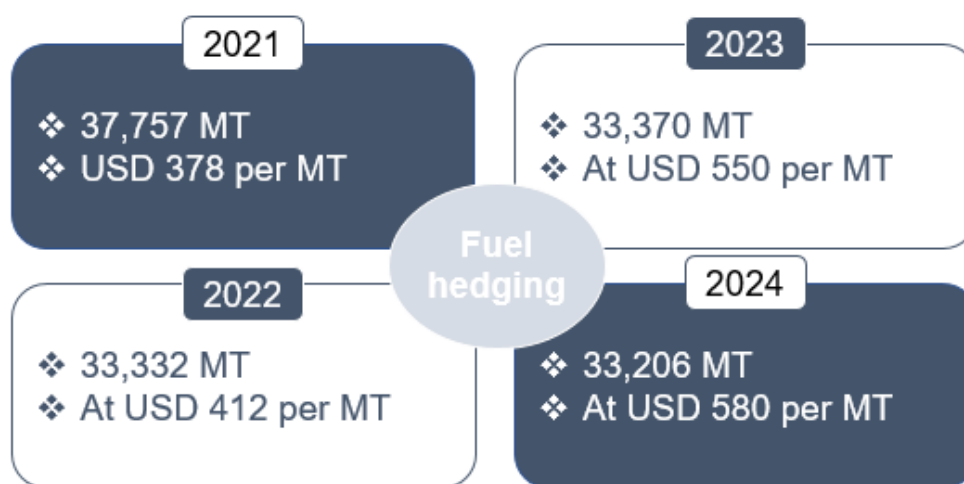 2021
❖ 37,757 MT
❖ USD 378 per MT
2023
❖ 33,370 MT
❖ At USD 550 per MT
Fuel
hedging
2022
❖ 33,332 MT
❖ At USD 412 per MT
2024
❖ 33,206 MT
❖ At USD 580 per MT